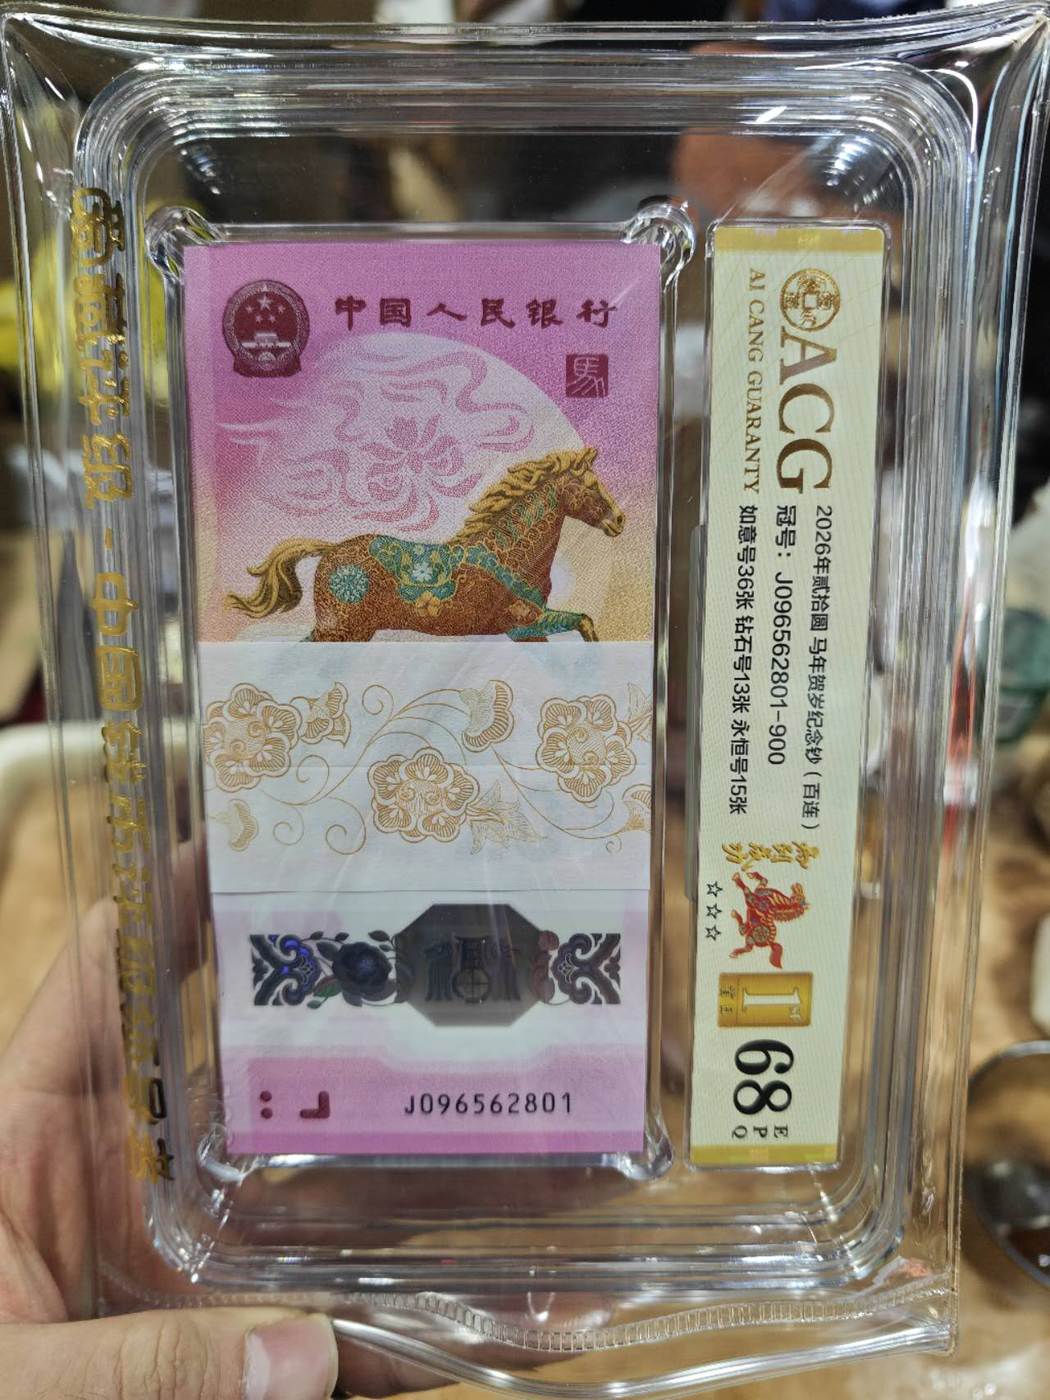 中国人民银行
馬
J096562801
ACG
AI CANG GUARANTY
2026年贰拾圆 马年贺岁纪念钞（百连）
冠号：J096562801-900
如意号36张 钻石号13张 永恒号15张
☆☆☆
1st
68
E
P
Q